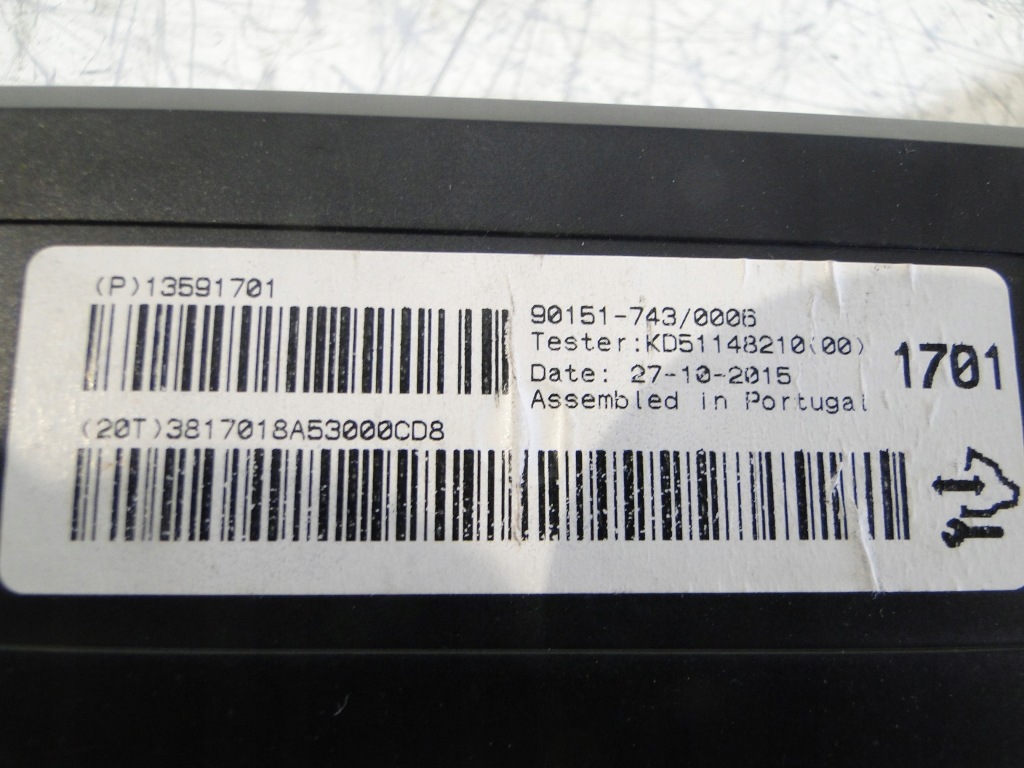 (P)13591701
90151-743/0006
Tester:KD51148210(00)
Date: 27-10-2015
Assembled in Portugal
1701
(20T)3817018A53000CD8